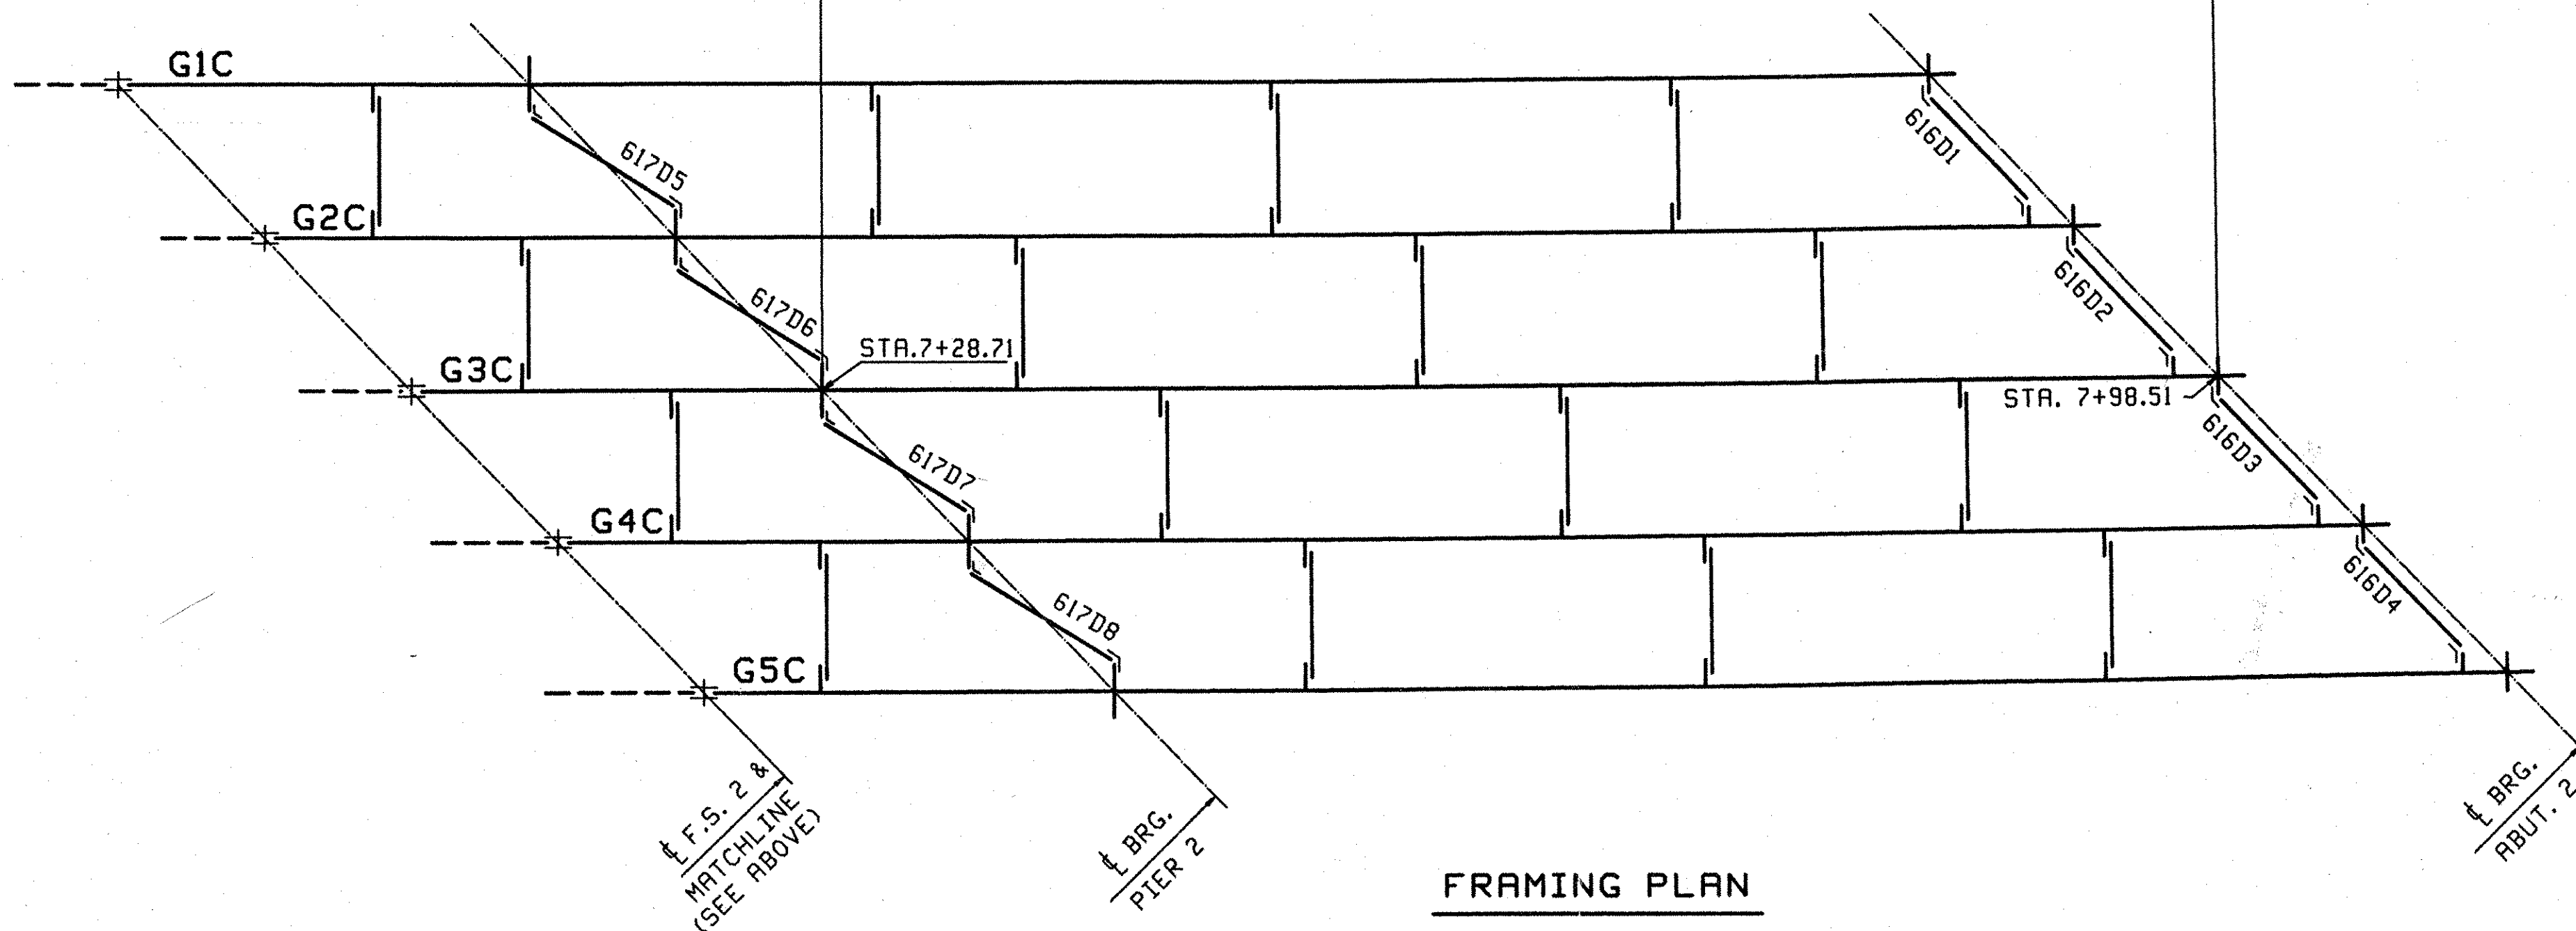 G1C
616D1
617D5
G2C
616D2
617D6
STA.7+28.71
G3C
STA. 7+98.51
616D3
617D7
G4C
616D4
617D8
G5C
℄ F.S. 2 &
MATCHLINE
(SEE ABOVE)
℄ BRG.
PIER 2
℄ BRG.
ABUT. 2
FRAMING PLAN